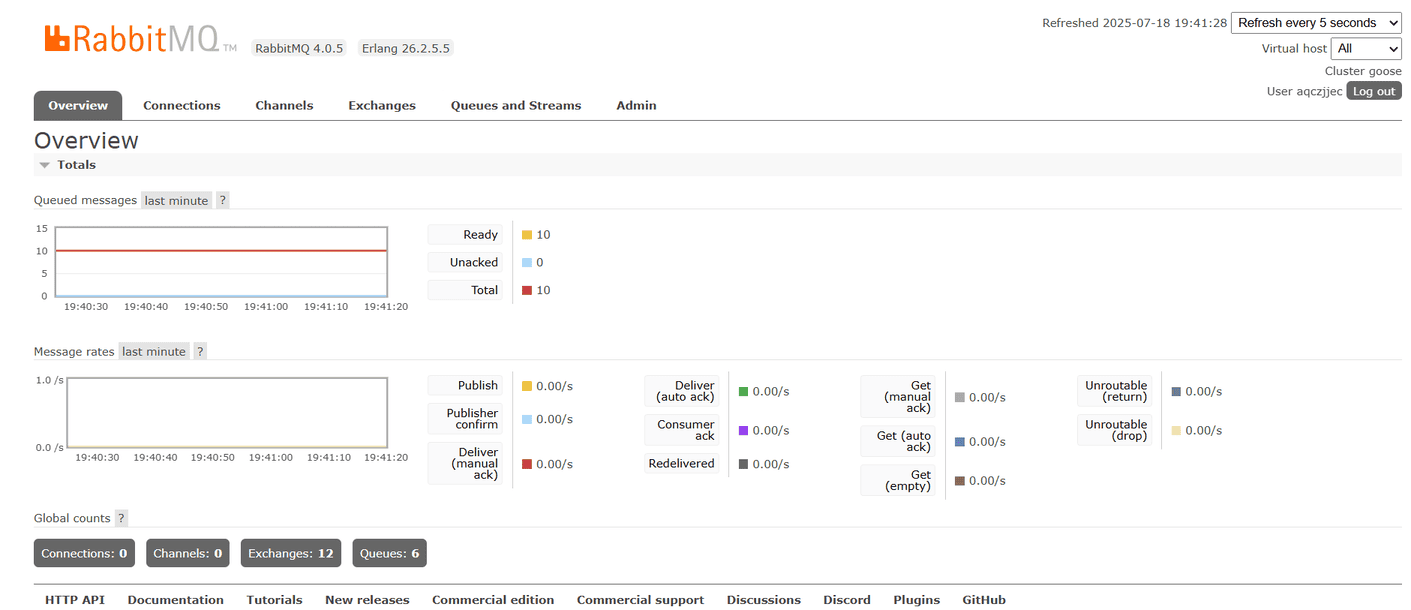 RabbitMQ TM RabbitMQ 4.0.5 Erlang 26.2.5.5
Refreshed 2025-07-18 19:41:28 Refresh every 5 seconds
Virtual host All
Cluster goose
User aqczjjec Log out
Overview Connections Channels Exchanges Queues and Streams Admin
Overview
Totals
Queued messages last minute ?
15
10
5
0
19:40:30 19:40:40 19:40:50 19:41:00 19:41:10 19:41:20
Ready 10
Unacked 0
Total 10
Message rates last minute ?
1.0 /s
0.0 /s
19:40:30 19:40:40 19:40:50 19:41:00 19:41:10 19:41:20
Publish 0.00/s
Publisher
confirm 0.00/s
Deliver
(manual
ack) 0.00/s
Deliver
(auto ack) 0.00/s
Consumer
ack 0.00/s
Redelivered 0.00/s
Get
(manual
ack) 0.00/s
Get (auto
ack) 0.00/s
Get
(empty) 0.00/s
Unroutable
(return) 0.00/s
Unroutable
(drop) 0.00/s
Global counts ?
Connections: 0 Channels: 0 Exchanges: 12 Queues: 6
HTTP API Documentation Tutorials New releases Commercial edition Commercial support Discussions Discord Plugins GitHub